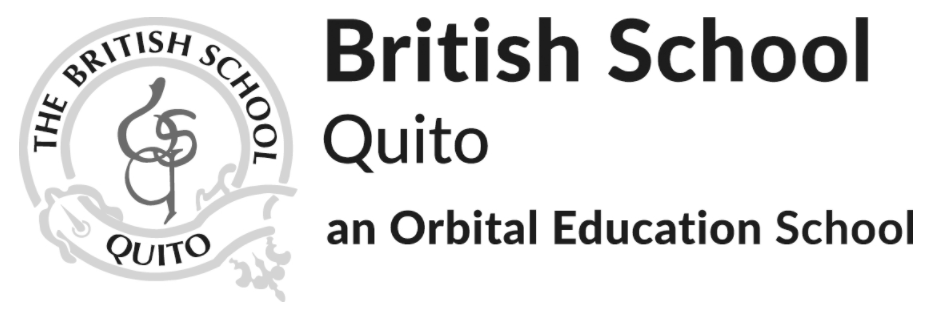 THE BRITISH SCHOOL
QUITO
British School
Quito
an Orbital Education School